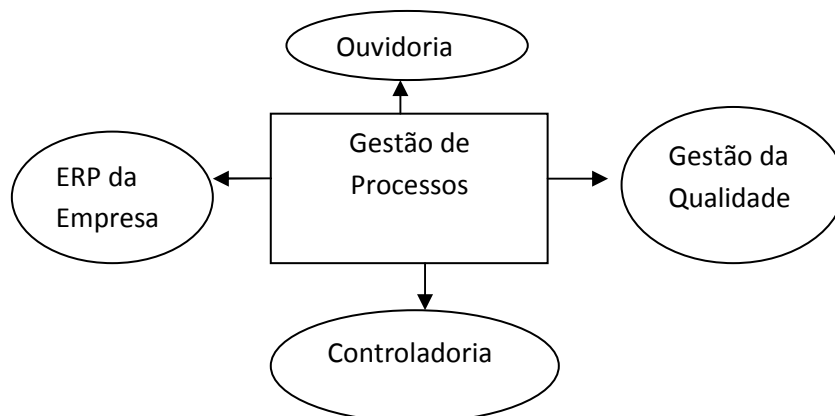 Ouvidoria
Gestão de
Processos
ERP da
Empresa
Gestão da
Qualidade
Controladoria